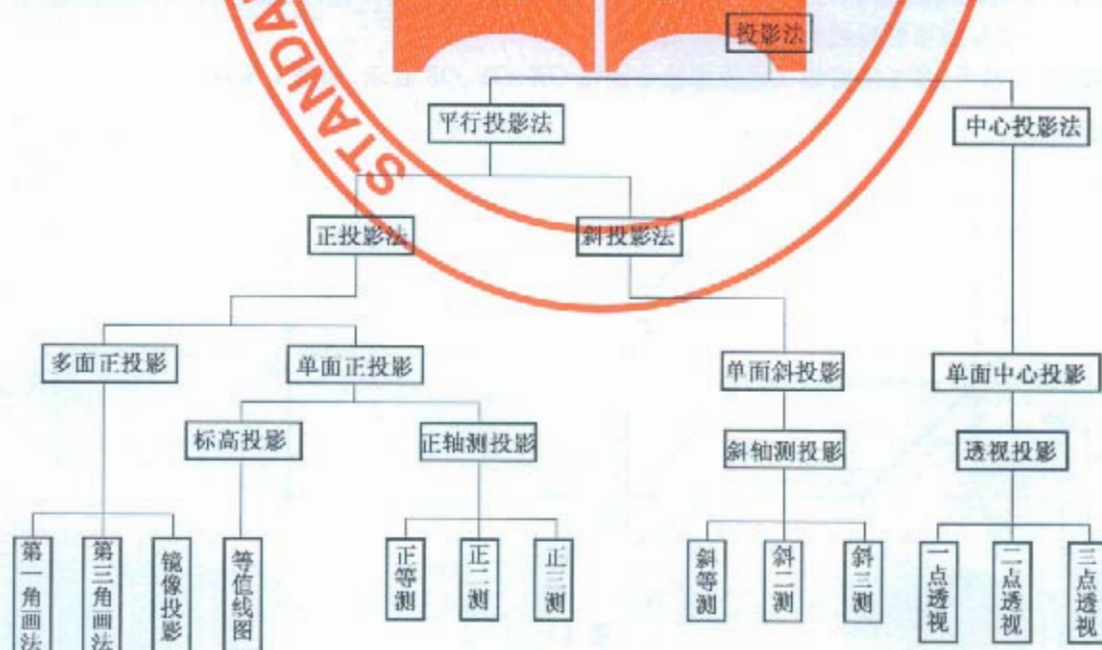 投影法
平行投影法
中心投影法
正投影法
斜投影法
多面正投影
单面正投影
单面斜投影
单面中心投影
标高投影
正轴测投影
斜轴测投影
透视投影
第一角画法
第三角画法
镜像投影
等值线图
正等测
正二测
正三测
斜等测
斜二测
斜三测
一点透视
二点透视
三点透视
STANDA